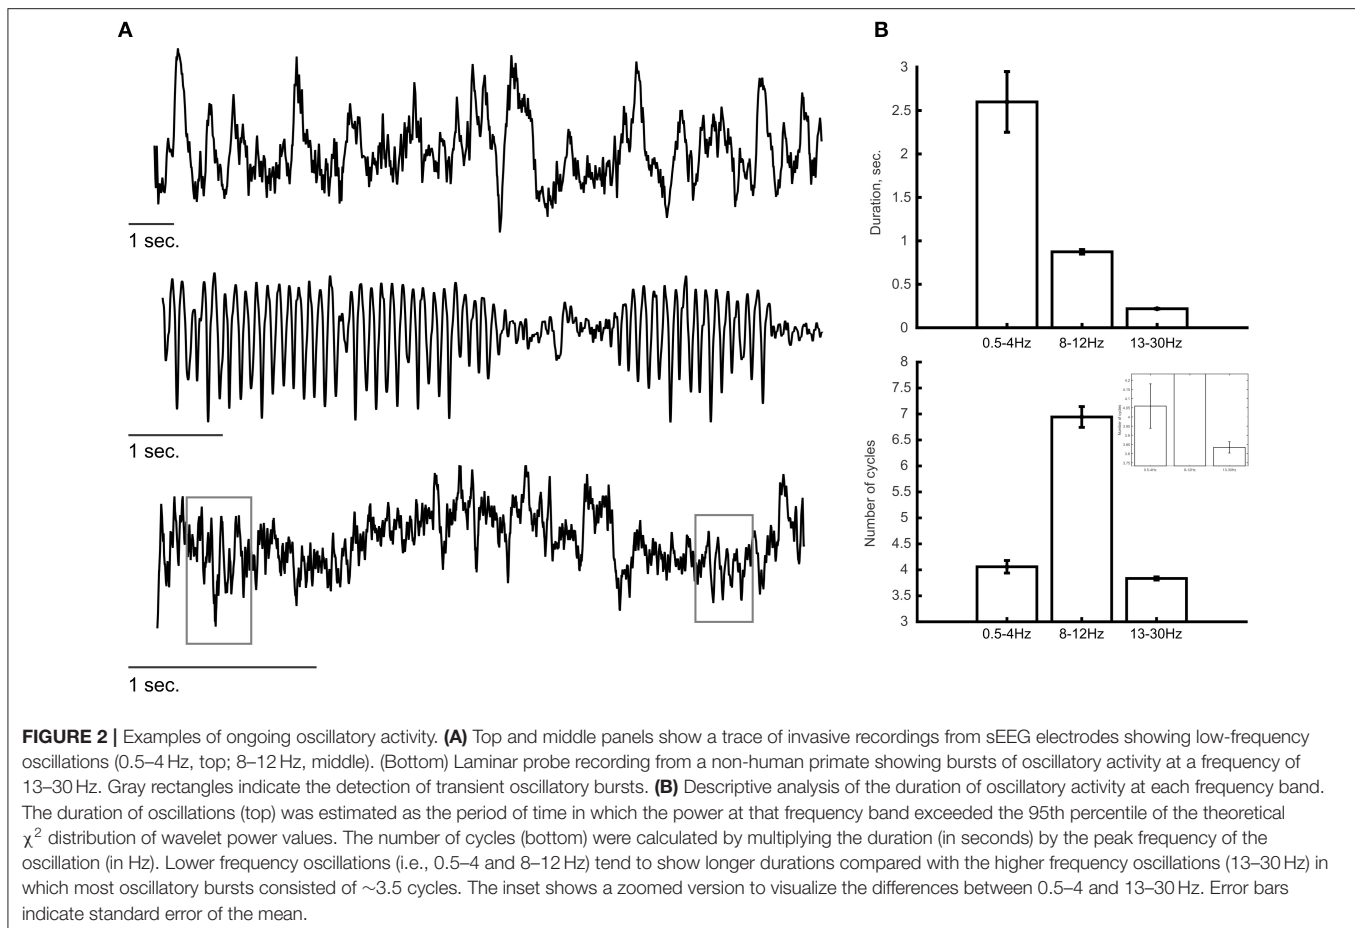 A
1 sec.
1 sec.
1 sec.
B
3
2.5
2
1.5
1
0.5
0
Duration, sec.
0.5-4Hz
8-12Hz
13-30Hz
8
7.5
7
6.5
6
5.5
5
4.5
4
3.5
3
Number of cycles
0.5-4Hz
8-12Hz
13-30Hz
Number of cycles
0.5-4Hz
8-12Hz
13-30Hz
FIGURE 2 | Examples of ongoing oscillatory activity. (A) Top and middle panels show a trace of invasive recordings from sEEG electrodes showing low-frequency
oscillations (0.5–4 Hz, top; 8–12 Hz, middle). (Bottom) Laminar probe recording from a non-human primate showing bursts of oscillatory activity at a frequency of
13–30 Hz. Gray rectangles indicate the detection of transient oscillatory bursts. (B) Descriptive analysis of the duration of oscillatory activity at each frequency band.
The duration of oscillations (top) was estimated as the period of time in which the power at that frequency band exceeded the 95th percentile of the theoretical
χ² distribution of wavelet power values. The number of cycles (bottom) were calculated by multiplying the duration (in seconds) by the peak frequency of the
oscillation (in Hz). Lower frequency oscillations (i.e., 0.5–4 and 8–12 Hz) tend to show longer durations compared with the higher frequency oscillations (13–30 Hz) in
which most oscillatory bursts consisted of ~3.5 cycles. The inset shows a zoomed version to visualize the differences between 0.5–4 and 13–30 Hz. Error bars
indicate standard error of the mean.